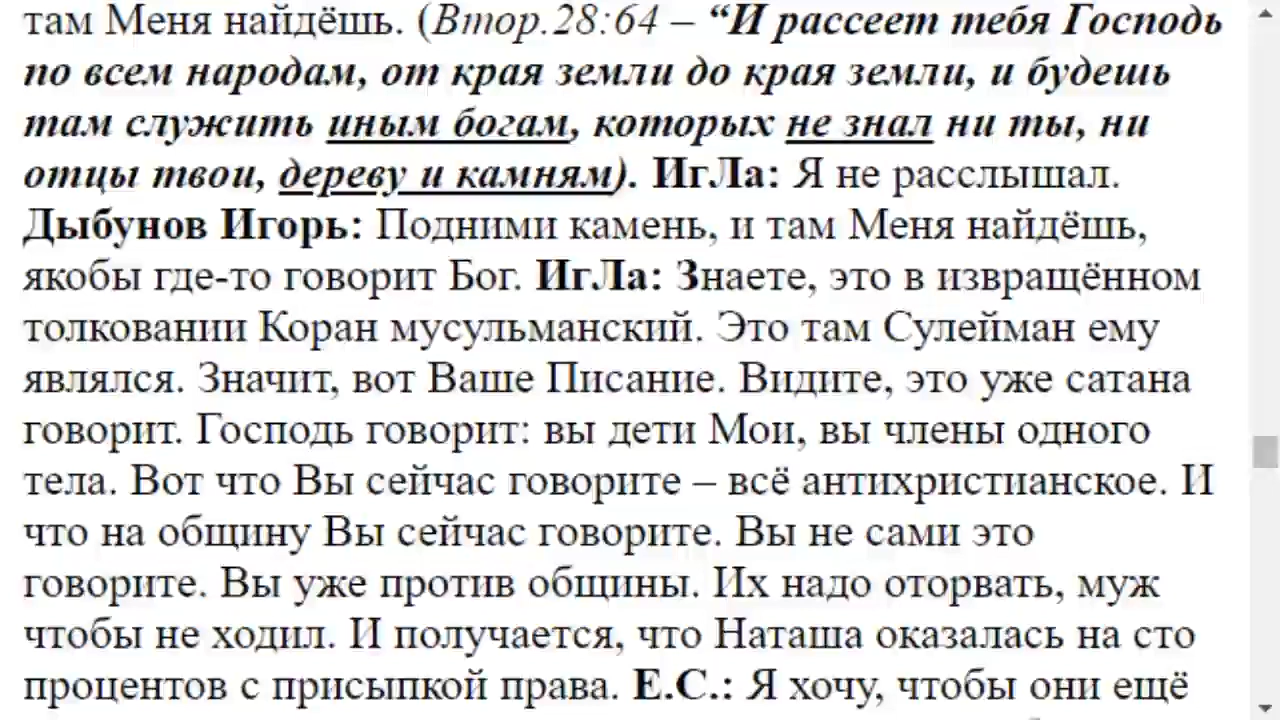 там Меня найдёшь. (Втор.28:64 – “И рассеет тебя Господь
по всем народам, от края земли до края земли, и будешь
там служить иным богам, которых не знал ни ты, ни
отцы твои, дереву и камням). ИгЛа: Я не расслышал.
Дыбунов Игорь: Подними камень, и там Меня найдёшь,
якобы где-то говорит Бог. ИгЛа: Знаете, это в извращённом
толковании Коран мусульманский. Это там Сулейман ему
являлся. Значит, вот Ваше Писание. Видите, это уже сатана
говорит. Господь говорит: вы дети Мои, вы члены одного
тела. Вот что Вы сейчас говорите – всё антихристианское. И
что на общину Вы сейчас говорите. Вы не сами это
говорите. Вы уже против общины. Их надо оторвать, муж
чтобы не ходил. И получается, что Наташа оказалась на сто
процентов с присыпкой права. Е.С.: Я хочу, чтобы они ещё